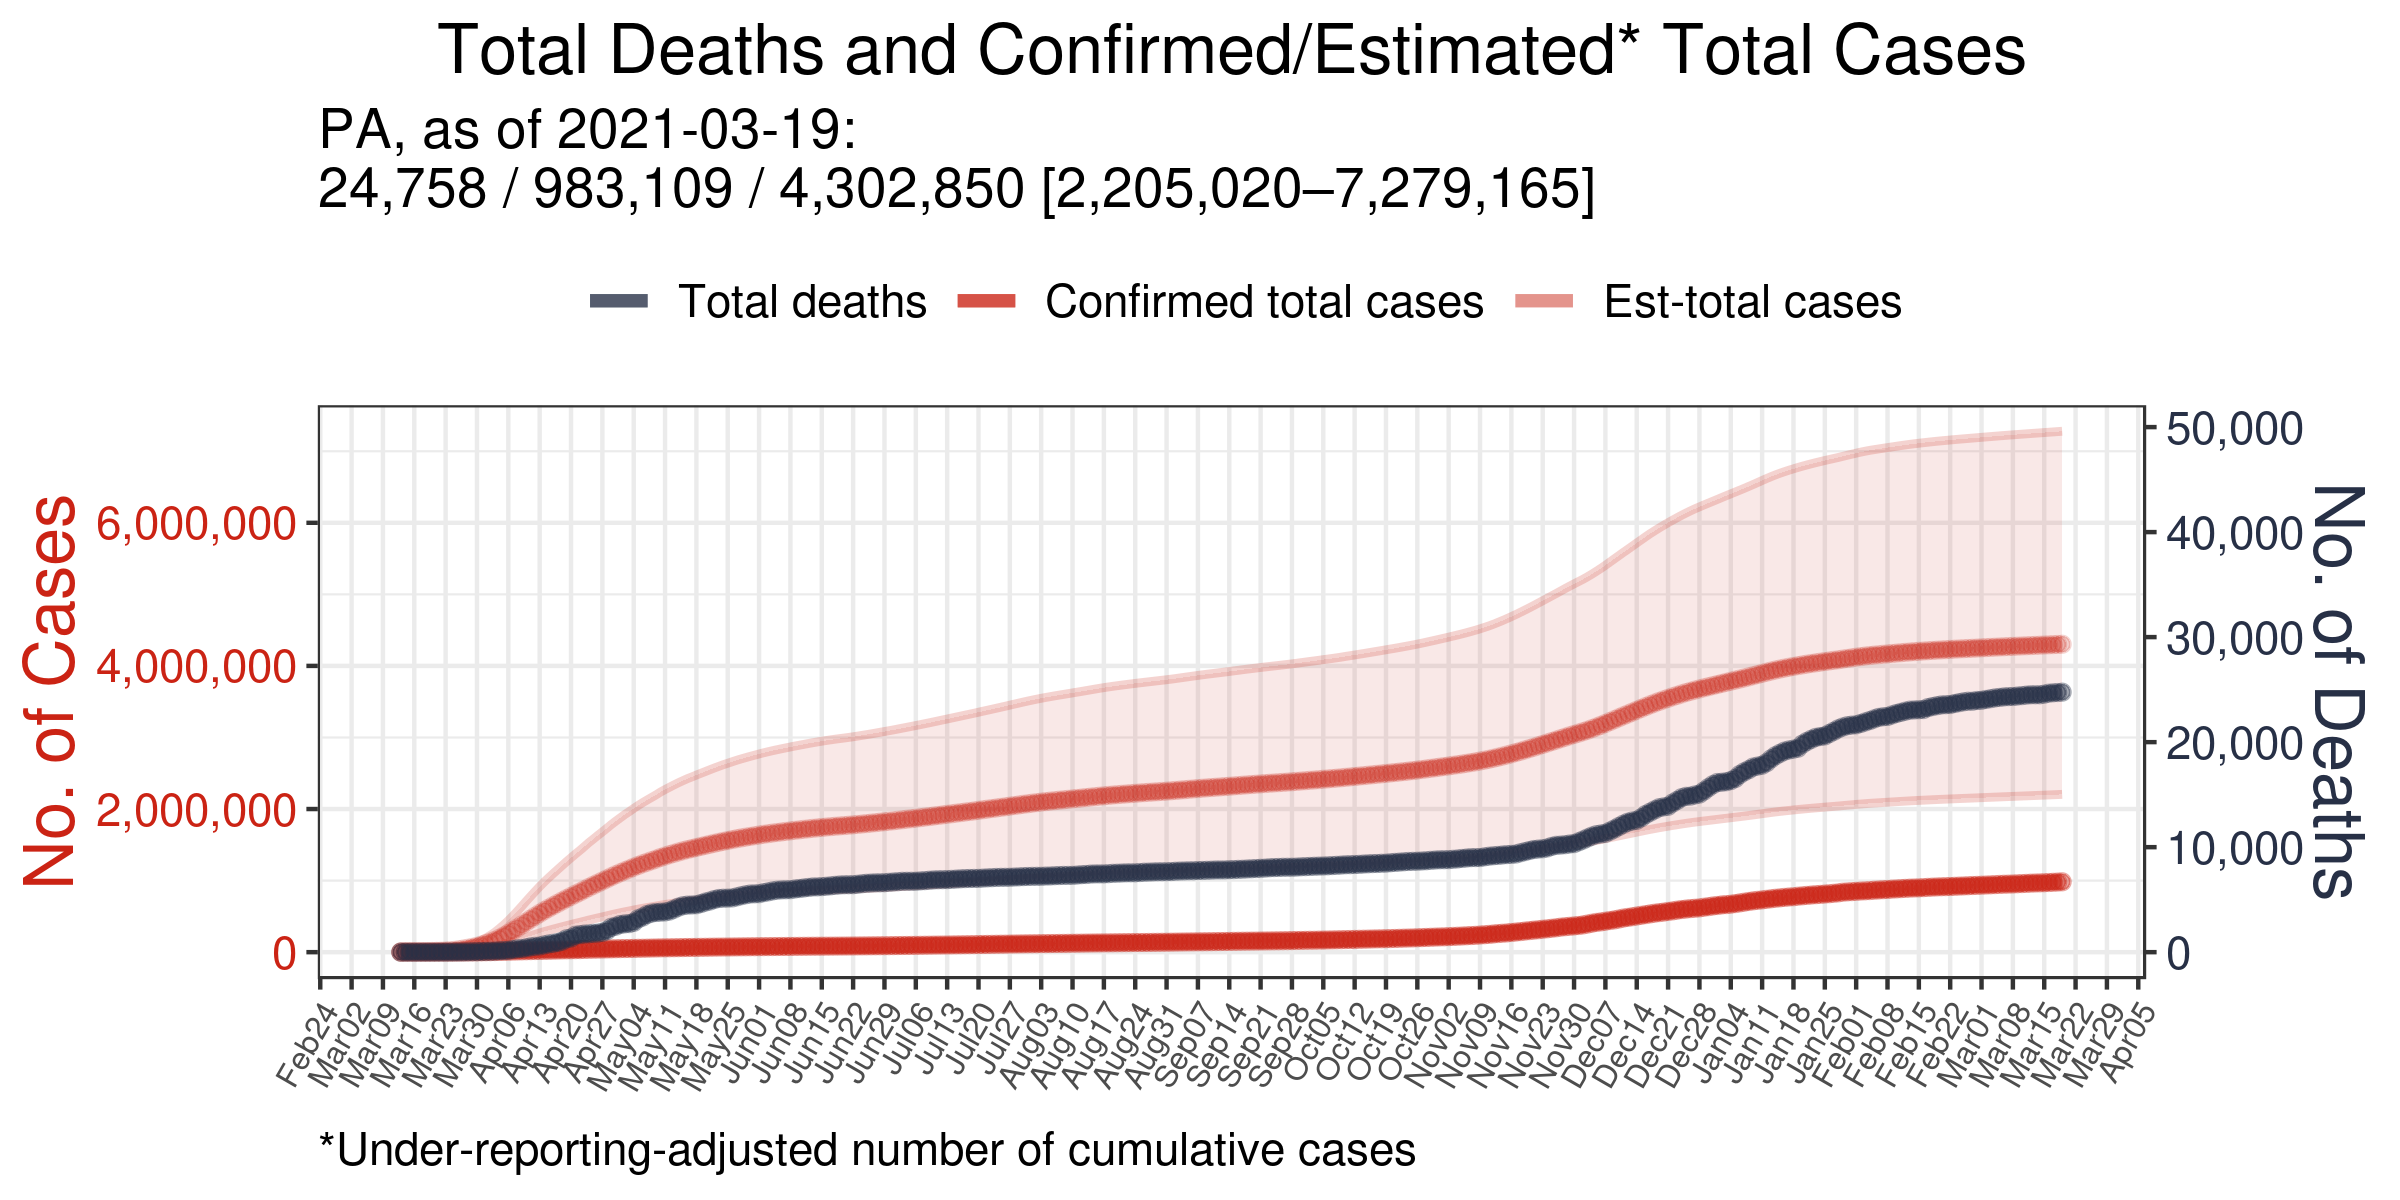 Total Deaths and Confirmed/Estimated* Total Cases
PA, as of 2021-03-19:
24,758 / 983,109 / 4,302,850 [2,205,020–7,279,165]
Total deaths
Confirmed total cases
Est-total cases
No. of Cases
6,000,000
4,000,000
2,000,000
0
50,000
40,000
30,000
20,000
10,000
0
No. of Deaths
Feb24
Mar02
Mar09
Mar16
Mar23
Mar30
Apr06
Apr13
Apr20
Apr27
May04
May11
May18
May25
Jun01
Jun08
Jun15
Jun22
Jun29
Jul06
Jul13
Jul20
Jul27
Aug03
Aug10
Aug17
Aug24
Aug31
Sep07
Sep14
Sep21
Sep28
Oct05
Oct12
Oct19
Oct26
Nov02
Nov09
Nov16
Nov23
Nov30
Dec07
Dec14
Dec21
Dec28
Jan04
Jan11
Jan18
Jan25
Feb01
Feb08
Feb15
Feb22
Mar01
Mar08
Mar15
Mar22
Mar29
Apr05
*Under-reporting-adjusted number of cumulative cases